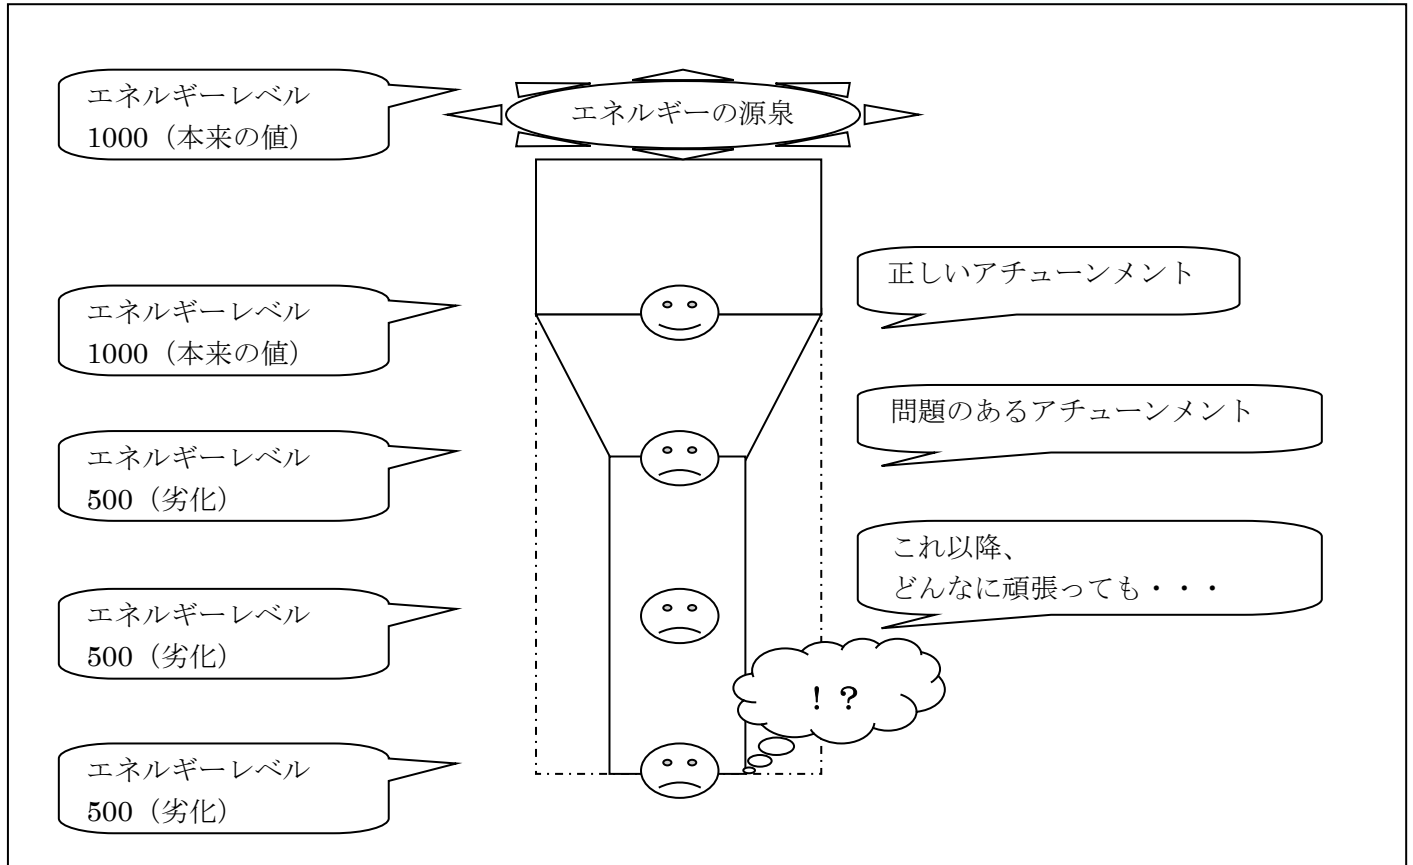 エネルギーレベル
1000（本来の値）
エネルギーの源泉
正しいアチューンメント
エネルギーレベル
1000（本来の値）
問題のあるアチューンメント
エネルギーレベル
500（劣化）
これ以降、
どんなに頑張っても・・・
エネルギーレベル
500（劣化）
！？
エネルギーレベル
500（劣化）